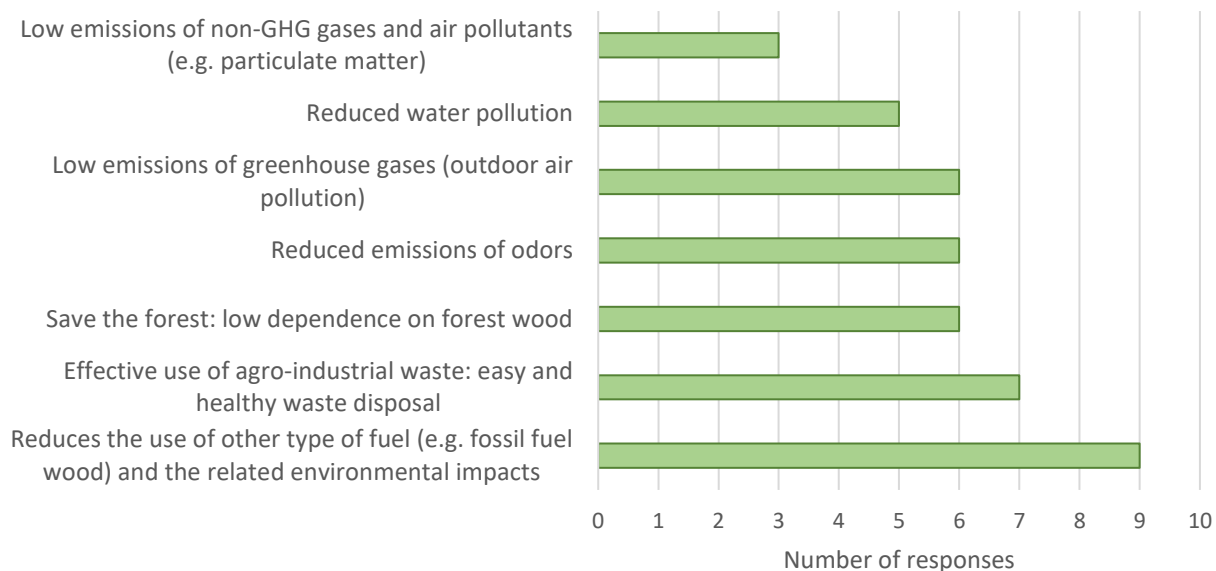 Low emissions of non-GHG gases and air pollutants
(e.g. particulate matter)
Reduced water pollution
Low emissions of greenhouse gases (outdoor air
pollution)
Reduced emissions of odors
Save the forest: low dependence on forest wood
Effective use of agro-industrial waste: easy and
healthy waste disposal
Reduces the use of other type of fuel (e.g. fossil fuel
wood) and the related environmental impacts
0 1 2 3 4 5 6 7 8 9 10
Number of responses